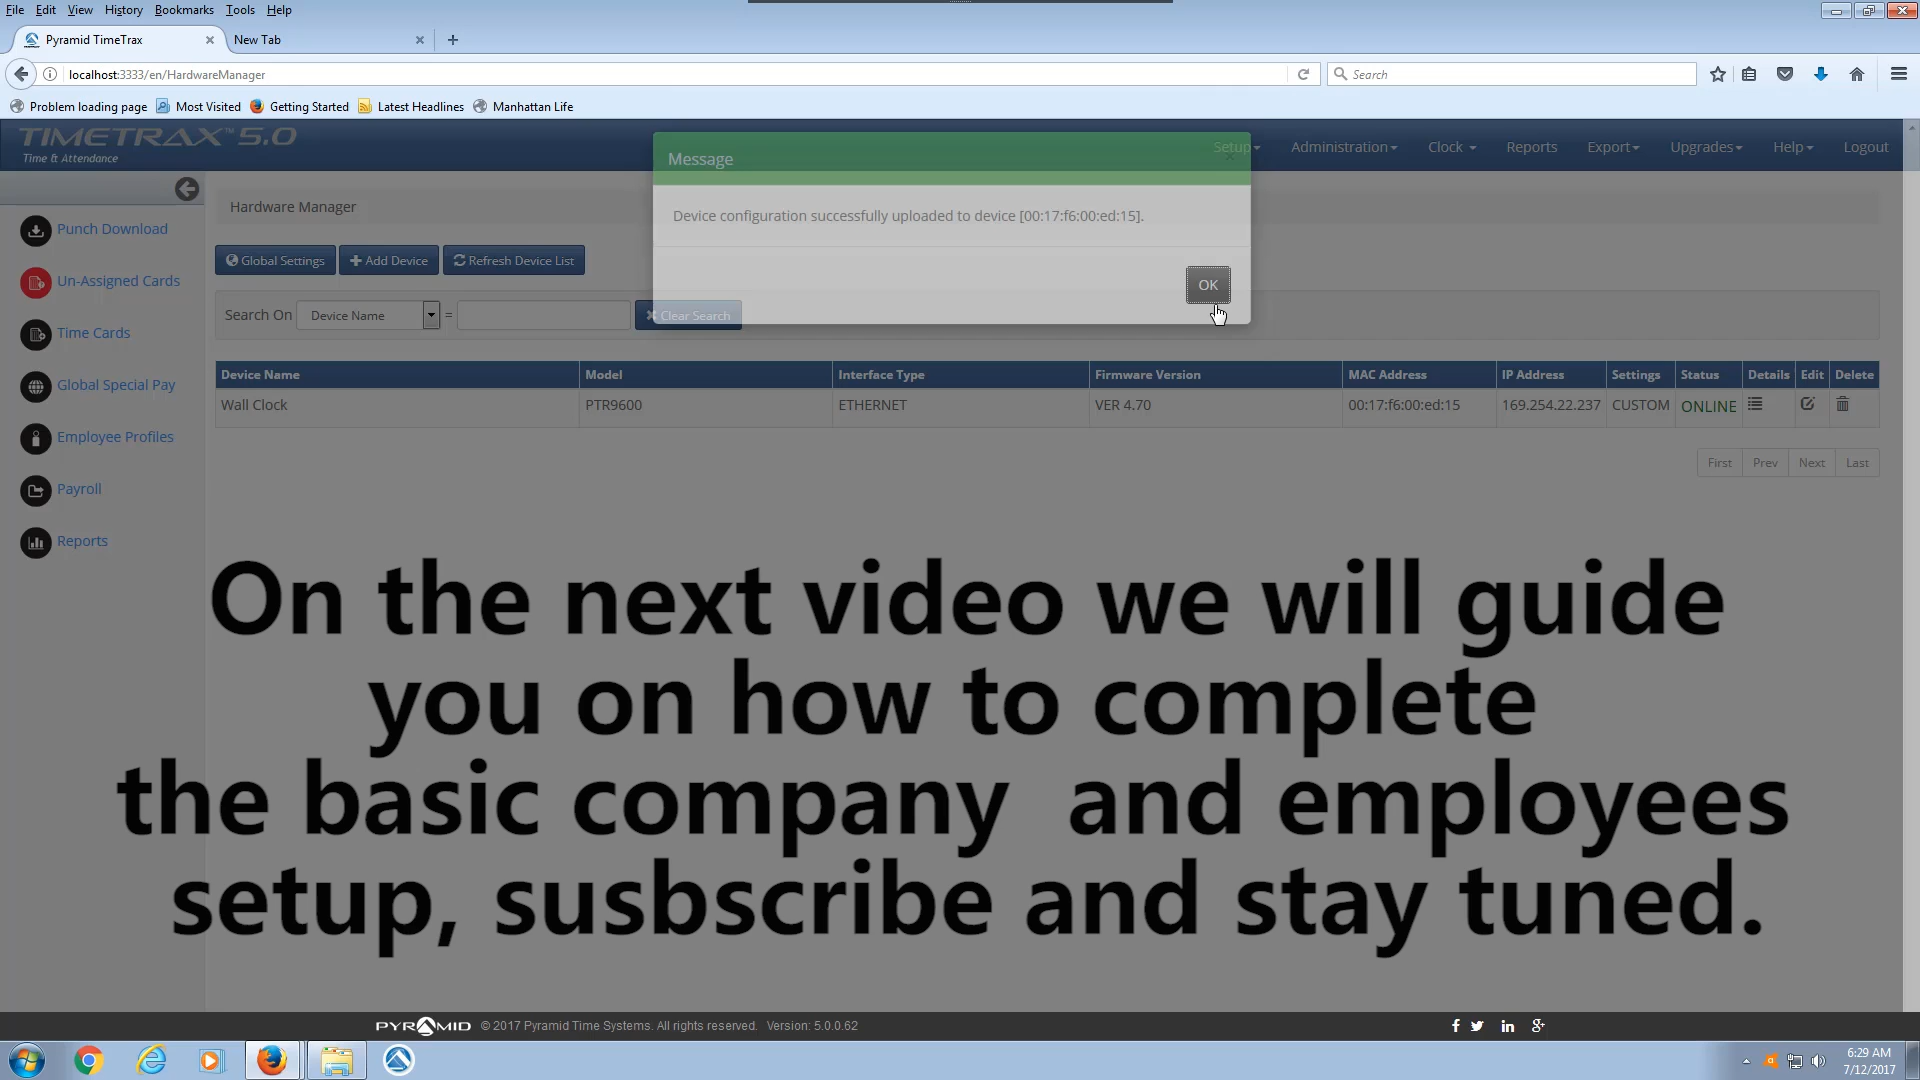 File Edit View History Bookmarks Tools Help
Pyramid TimeTrax
New Tab
localhost:3333/en/HardwareManager
Search
Problem loading page Most Visited Getting Started Latest Headlines Manhattan Life
TIMETRAX™ 5.0
Time & Attendance
Setup Administration Clock Reports Export Upgrades Help Logout
Message
Device configuration successfully uploaded to device [00:17:f6:00:ed:15].
OK
Punch Download
Un-Assigned Cards
Time Cards
Global Special Pay
Employee Profiles
Payroll
Reports
Hardware Manager
Global Settings Add Device Refresh Device List
Search On Device Name = Clear Search
Device Name Model Interface Type Firmware Version MAC Address IP Address Settings Status Details Edit Delete
Wall Clock PTR9600 ETHERNET VER 4.70 00:17:f6:00:ed:15 169.254.22.237 CUSTOM ONLINE
First Prev Next Last
On the next video we will guide
you on how to complete
the basic company and employees
setup, susbscribe and stay tuned.
PYRAMID © 2017 Pyramid Time Systems. All rights reserved. Version: 5.0.0.62
6:29 AM
7/12/2017